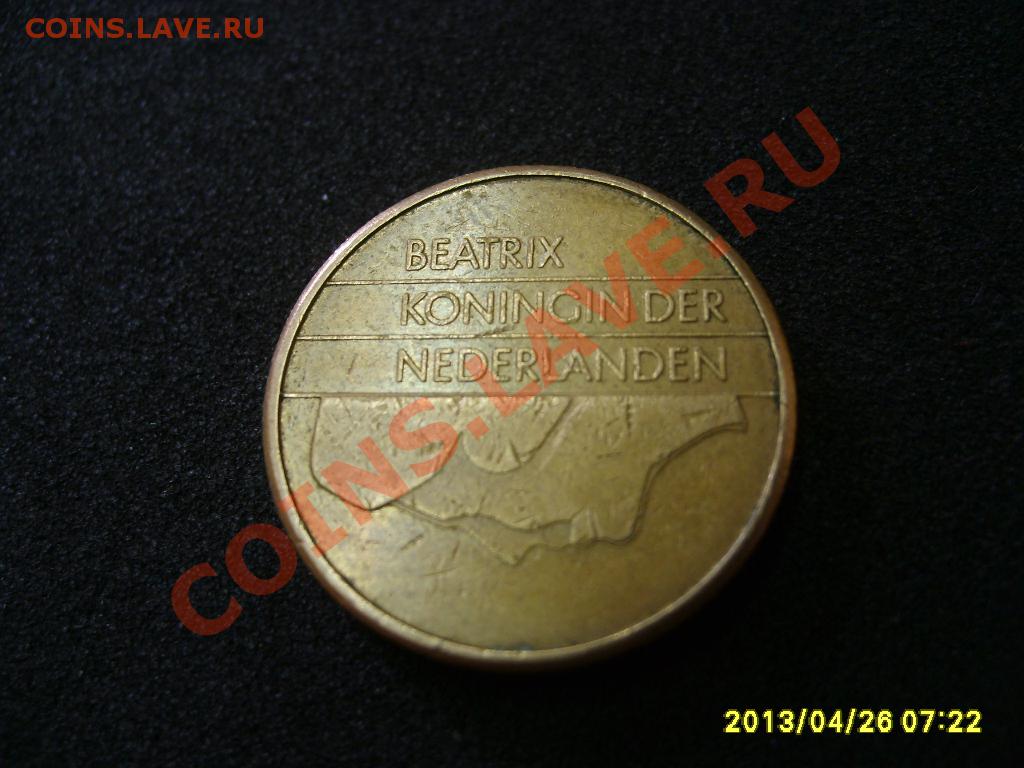 COINS.LAVE.RU
BEATRIX
KONINGIN DER
NEDERLANDEN
COINS.LAVE.RU
2013/04/26 07:22